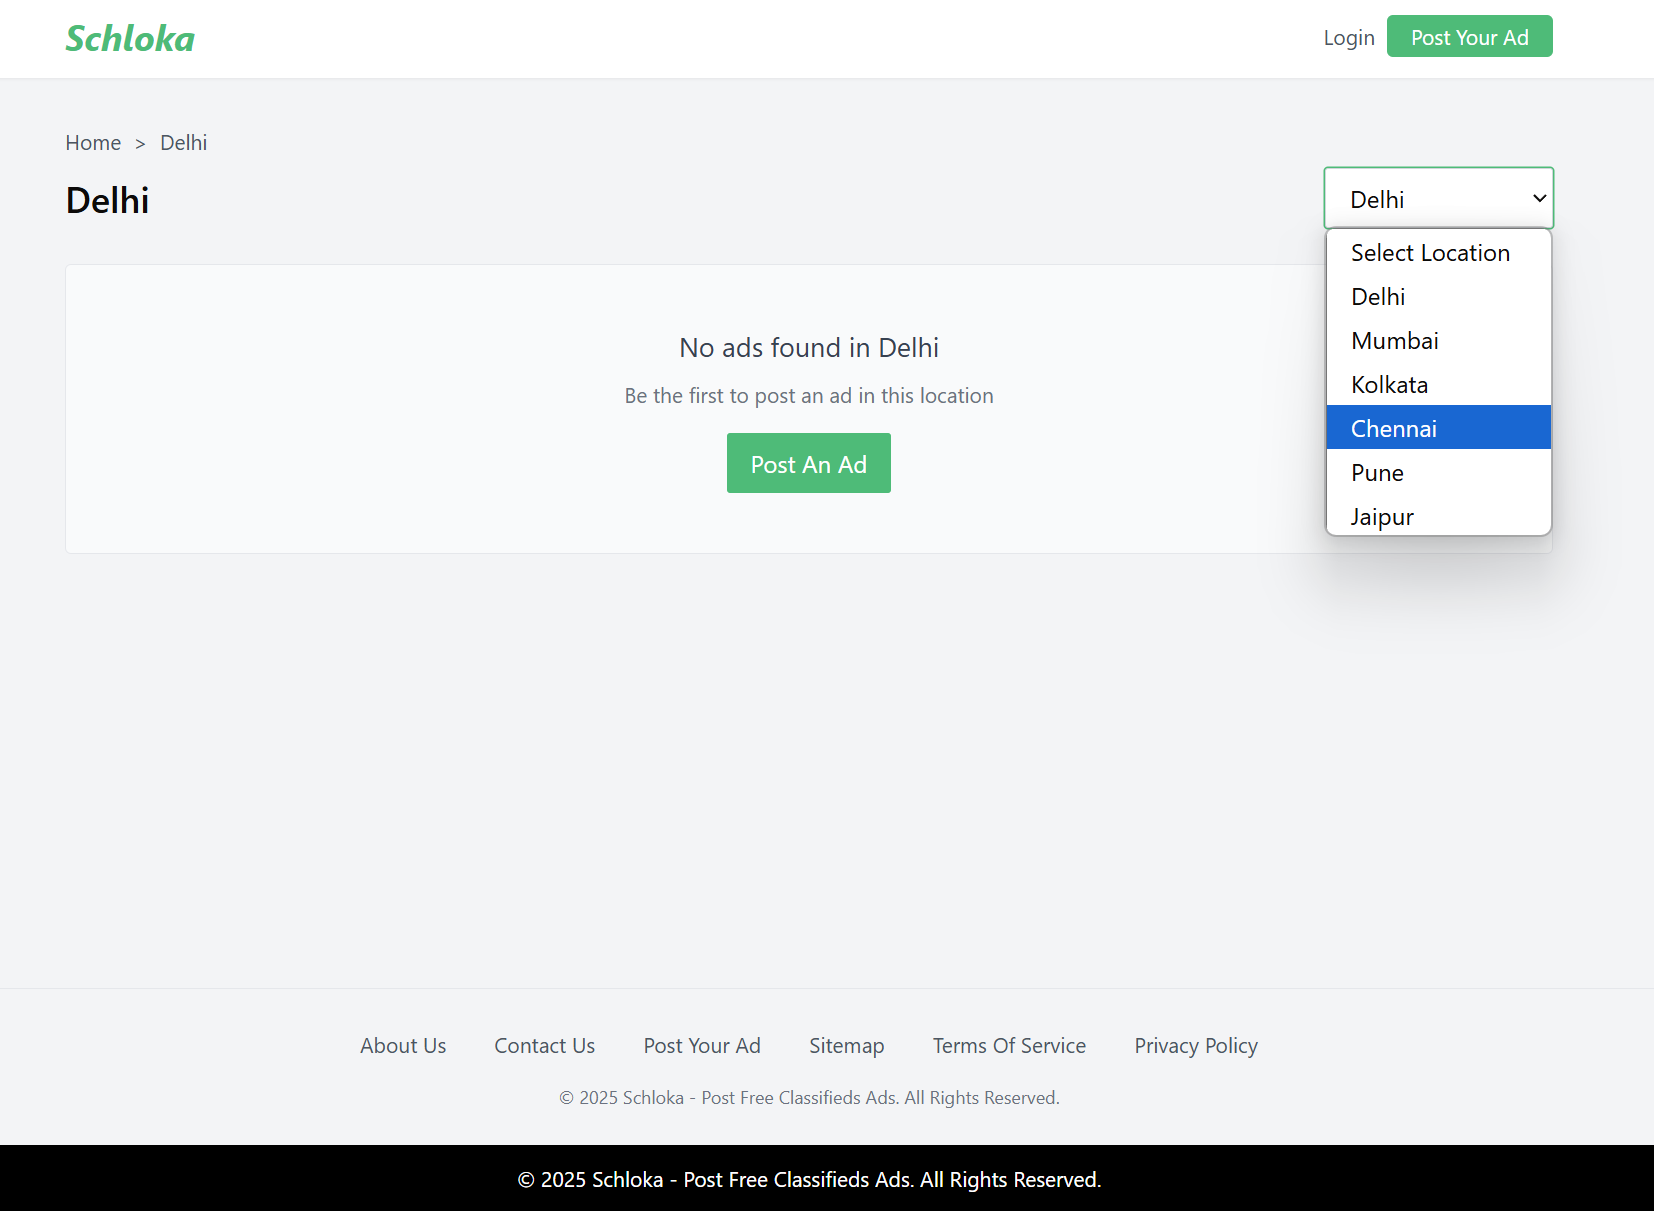 Schloka
Login
Post Your Ad
Home > Delhi
Delhi
Delhi
Select Location
Delhi
Mumbai
Kolkata
Chennai
Pune
Jaipur
No ads found in Delhi
Be the first to post an ad in this location
Post An Ad
About Us
Contact Us
Post Your Ad
Sitemap
Terms Of Service
Privacy Policy
© 2025 Schloka - Post Free Classifieds Ads. All Rights Reserved.
© 2025 Schloka - Post Free Classifieds Ads. All Rights Reserved.